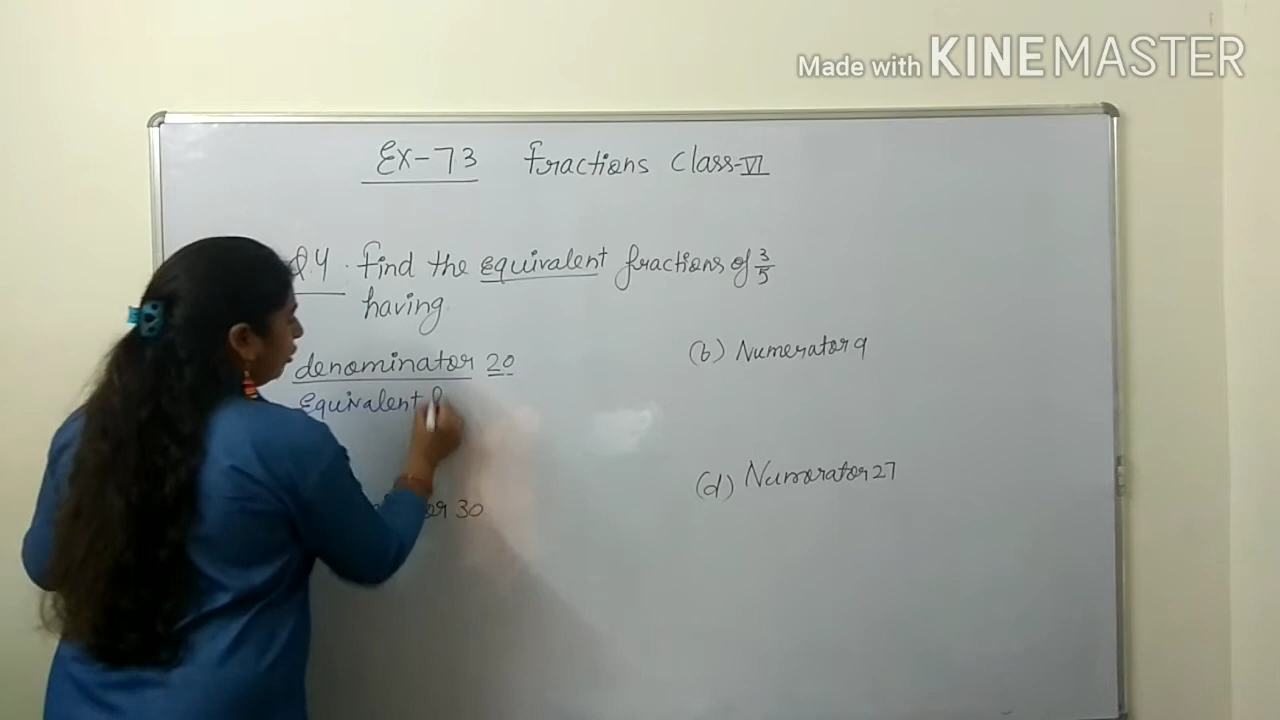 Made with KINEMASTER
Ex-73 Fractions Class-VI
Q.4. Find the equivalent fractions of 3/5
having
denominator 20
(b) Numerator 9
Equivalent f
(d) Numerator 27
30